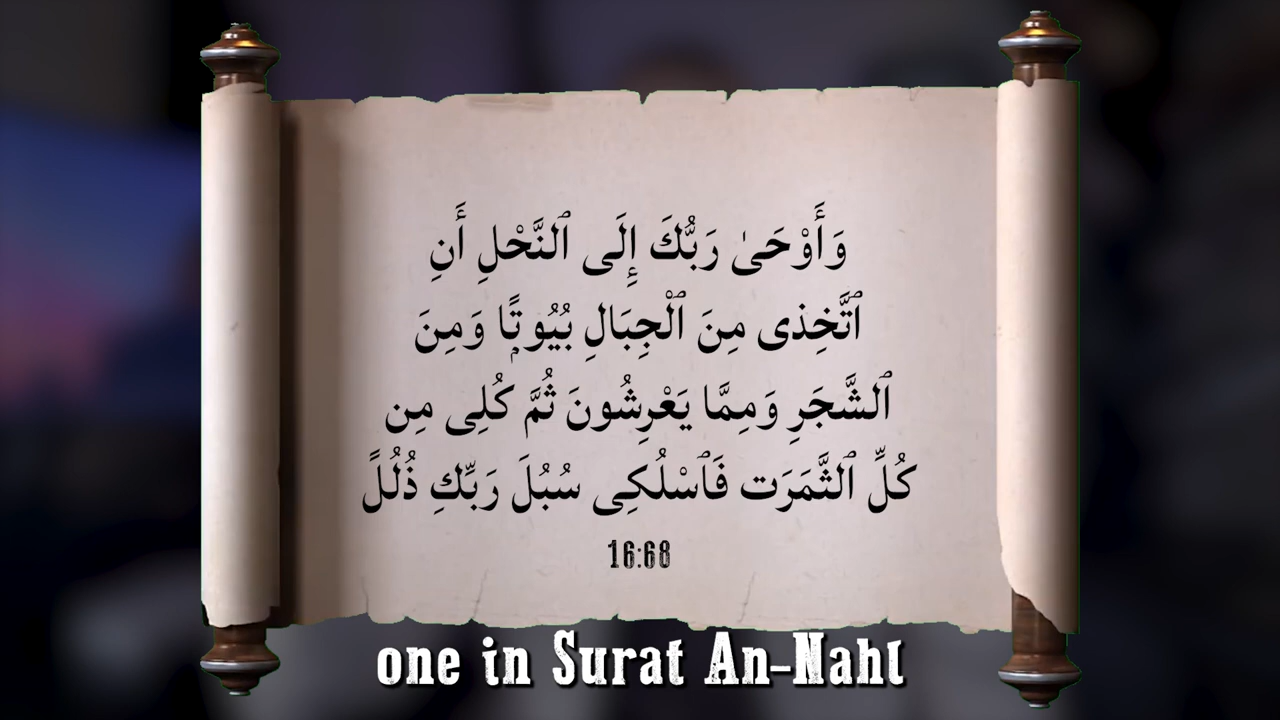 وَأَوْحَىٰ رَبُّكَ إِلَى ٱلنَّحْلِ أَنِ
ٱتَّخِذِى مِنَ ٱلْجِبَالِ بُيُوتًۭا وَمِنَ
ٱلشَّجَرِ وَمِمَّا يَعْرِشُونَ ثُمَّ كُلِى مِن
كُلِّ ٱلثَّمَرَت فَٱسْلُكِى سُبُلَ رَبِّكِ ذُلُلً
16:68
one in Surat An-Nahl